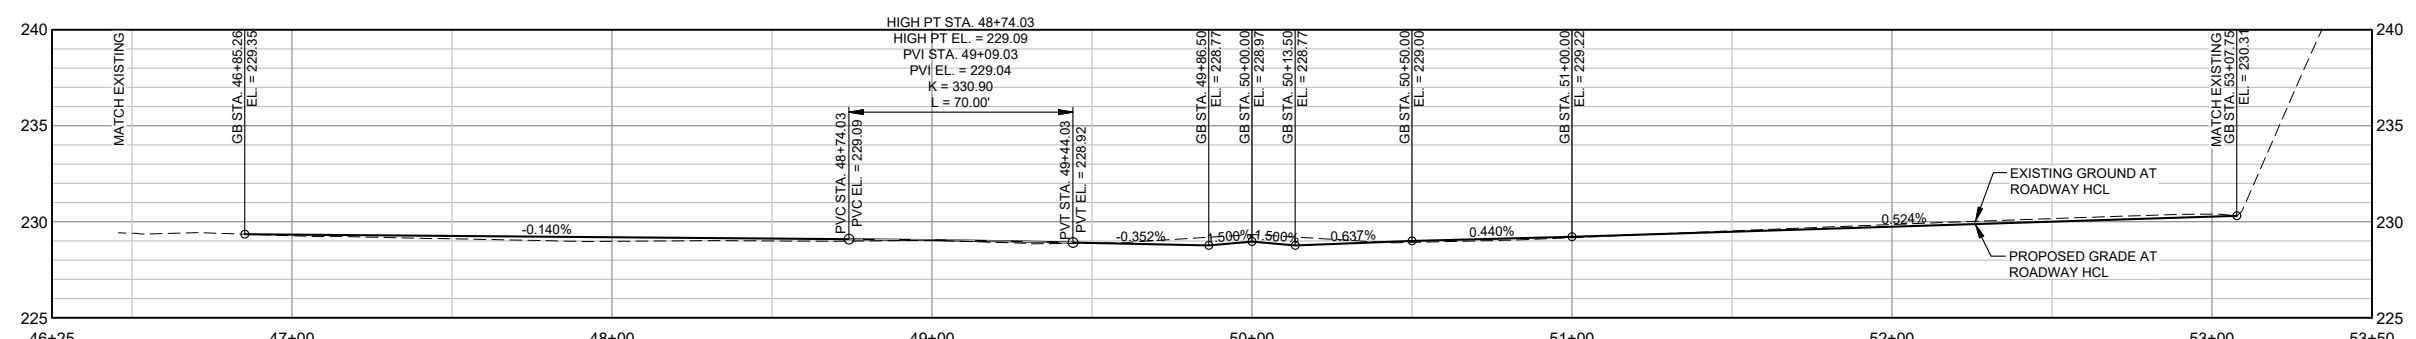 HIGH PT STA. 48+74.03
HIGH PT EL. = 229.09
PVI STA. 49+09.03
PVI EL. = 229.04
K = 330.90
L = 70.00'
240
240
235
235
230
230
225
225
MATCH EXISTING
GB STA. 46+85.26
EL. = 229.35
PVC STA. 48+74.03
PVC EL. = 229.09
PVT STA. 49+44.03
PVT EL. = 228.92
GB STA. 49+86.50
EL. = 228.77
GB STA. 50+00.00
EL. = 228.97
GB STA. 50+13.50
EL. = 228.77
GB STA. 50+50.00
EL. = 229.00
GB STA. 51+00.00
EL. = 229.22
MATCH EXISTING
GB STA. 53+07.75
EL. = 230.31
EXISTING GROUND AT
ROADWAY HCL
PROPOSED GRADE AT
ROADWAY HCL
-0.140%
-0.352%
1.500%
-1.500%
0.637%
0.440%
0.524%
46+25
47+00
48+00
49+00
50+00
51+00
52+00
53+00
53+50